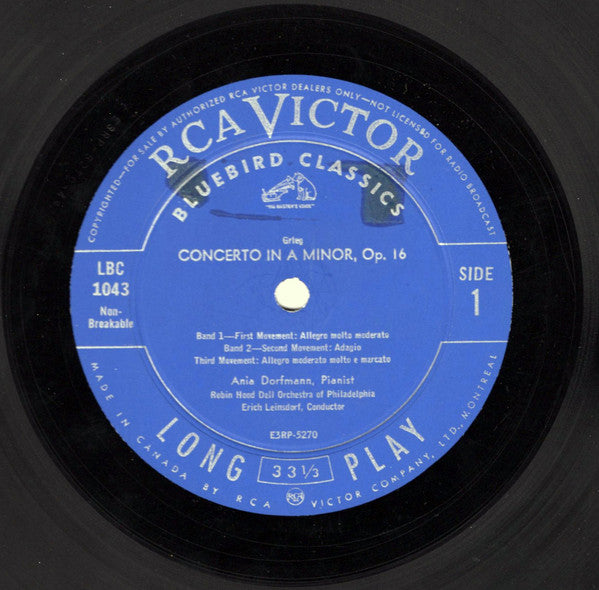 COPYRIGHTED—FOR SALE BY AUTHORIZED RCA VICTOR DEALERS ONLY—NOT LICENSED FOR RADIO BROADCAST
RCA VICTOR
BLUEBIRD CLASSICS
"HIS MASTER'S VOICE"
Grieg
CONCERTO IN A MINOR, Op. 16
LBC
1043
Non-
Breakable
SIDE
1
Band 1—First Movement: Allegro molto moderato
Band 2—Second Movement: Adagio
Third Movement: Allegro moderato molto e marcato
Ania Dorfmann, Pianist
Robin Hood Dell Orchestra of Philadelphia
Erich Leinsdorf, Conductor
E3RP-5270
LONG 33⅓ PLAY
MADE IN CANADA BY RCA VICTOR COMPANY, LTD., MONTREAL
RCA